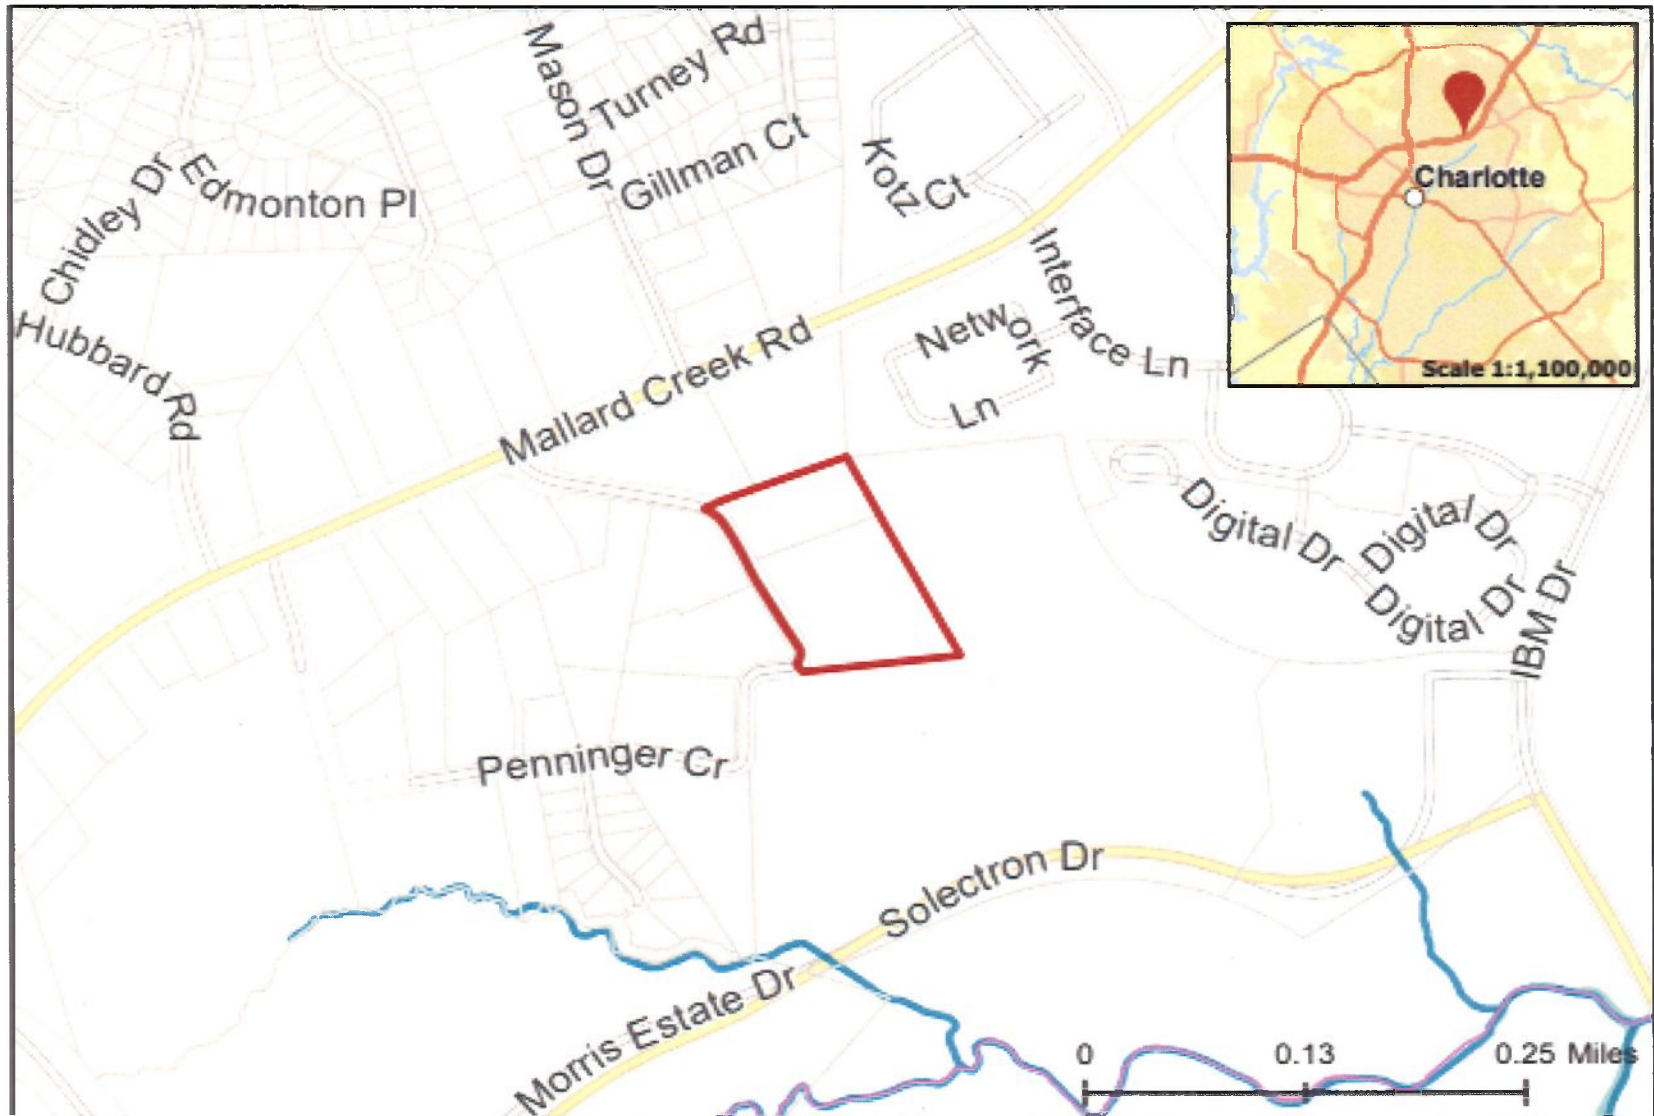 Mason Dr
Turney Rd
Gillman Ct
Kotz Ct
Chidley Dr
Edmonton Pl
Hubbard Rd
Mallard Creek Rd
Network
Ln
Interface Ln
Charlotte
Scale 1:1,100,000
Digital Dr
Digital Dr
Digital Dr
IBM Dr
Penninger Cr
Solectron Dr
Morris Estate Dr
0 0.13 0.25 Miles